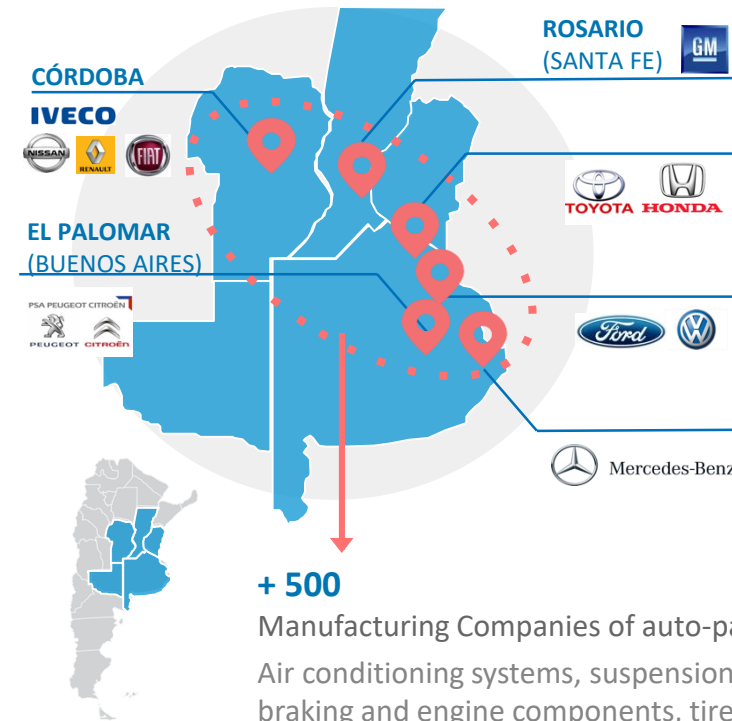 ROSARIO
(SANTA FE)
GM
CÓRDOBA
IVECO
NISSAN
RENAULT
FIAT
TOYOTA HONDA
EL PALOMAR
(BUENOS AIRES)
PSA PEUGEOT CITROËN
PEUGEOT CITROËN
Ford
Mercedes-Benz
+ 500
Manufacturing Companies of auto-pa
Air conditioning systems, suspension
braking and engine components, tire